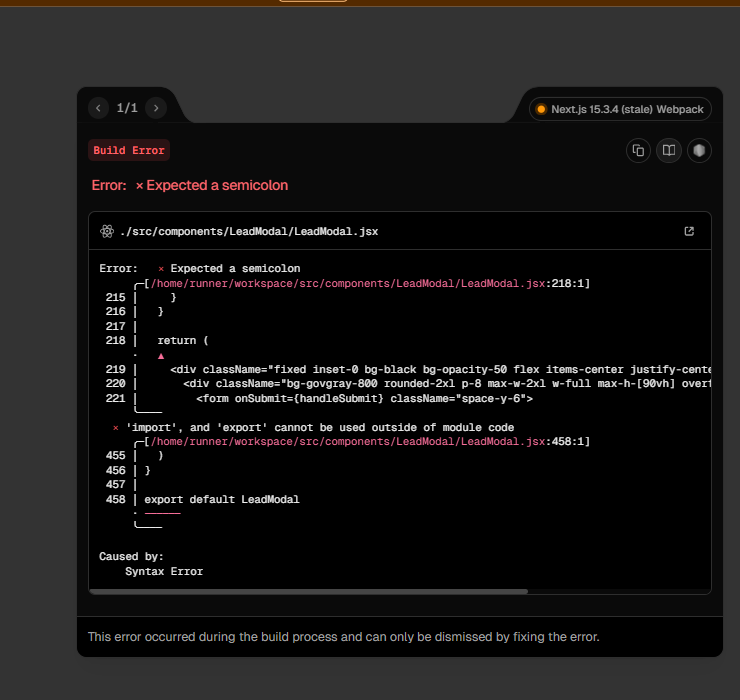 1/1
Next.js 15.3.4 (stale) Webpack
Build Error
Error: × Expected a semicolon
./src/components/LeadModal/LeadModal.jsx
Error:   × Expected a semicolon
╭─[/home/runner/workspace/src/components/LeadModal/LeadModal.jsx:218:1]
215 |     }
216 |   }
217 |
218 |   return (
·   ▲
219 |     <div className="fixed inset-0 bg-black bg-opacity-50 flex items-center justify-cente
220 |       <div className="bg-govgray-800 rounded-2xl p-8 max-w-2xl w-full max-h-[90vh] overf
221 |         <form onSubmit={handleSubmit} className="space-y-6">
╰────
× 'import', and 'export' cannot be used outside of module code
╭─[/home/runner/workspace/src/components/LeadModal/LeadModal.jsx:458:1]
455 |   )
456 | }
457 |
458 | export default LeadModal
· ──────
╰────
Caused by:
Syntax Error
This error occurred during the build process and can only be dismissed by fixing the error.